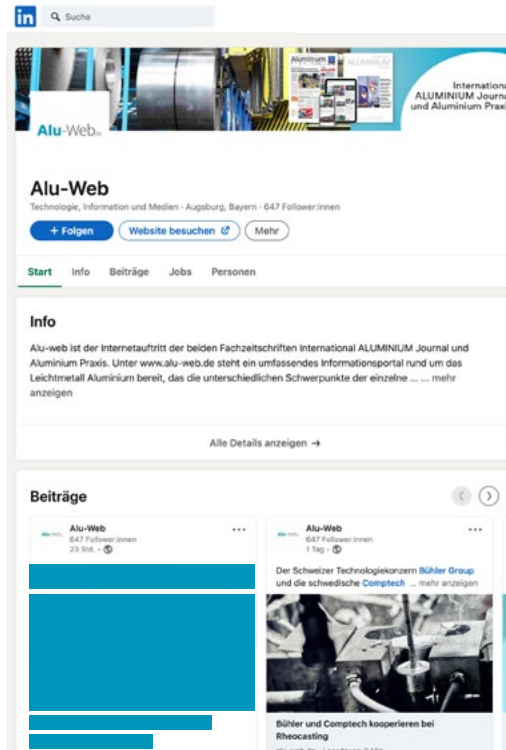 in
Suche
Aluminium
ALUMINIUM
International
ALUMINIUM Journa
und Aluminium Praxi
Alu-Web
Alu-Web
Technologie, Information und Medien · Augsburg, Bayern · 647 Follower:innen
+ Folgen
Website besuchen
Mehr
Start Info Beiträge Jobs Personen
Info
Alu-web ist der Internetauftritt der beiden Fachzeitschriften International ALUMINIUM Journal und
Aluminium Praxis. Unter www.alu-web.de steht ein umfassendes Informationsportal rund um das
Leichtmetall Aluminium bereit, das die unterschiedlichen Schwerpunkte der einzelne ... ... mehr
anzeigen
Alle Details anzeigen →
Beiträge
Alu-Web
647 Follower:innen
23 Std. •
Alu-Web
647 Follower:innen
1 Tag •
Der Schweizer Technologiekonzern Bühler Group
und die schwedische Comptech ... mehr anzeigen
Bühler und Comptech kooperieren bei
Rheocasting